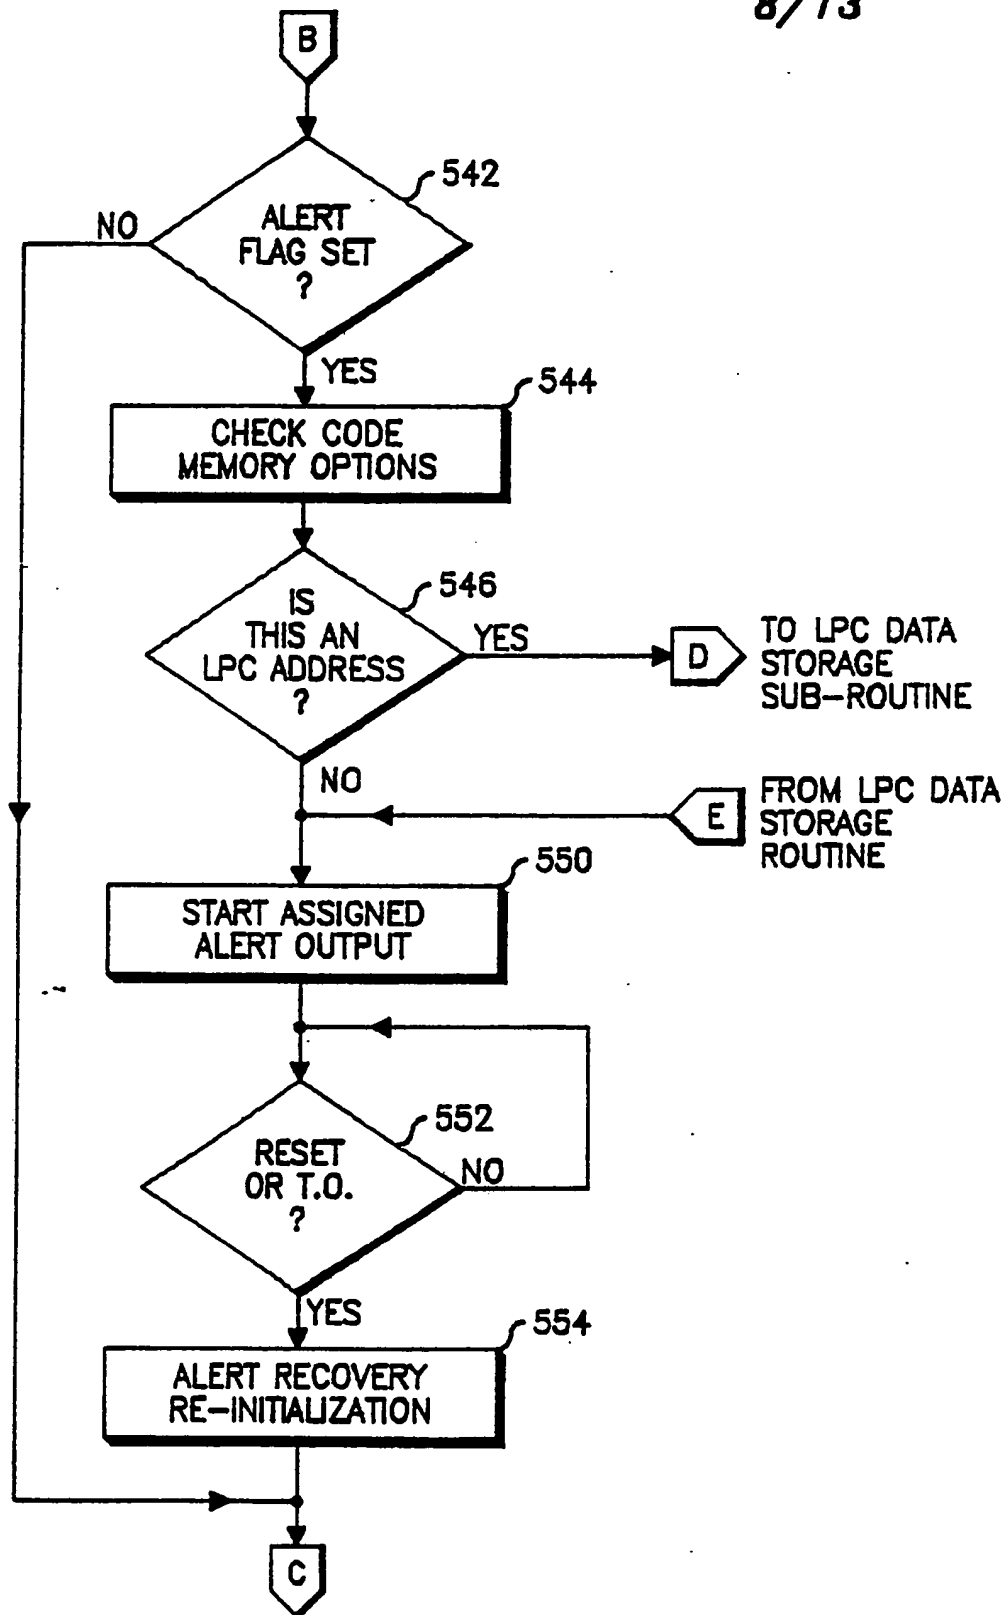 8/13
B
542
ALERT
FLAG SET
?
NO
YES
544
CHECK CODE
MEMORY OPTIONS
546
IS
THIS AN
LPC ADDRESS
?
YES
D
TO LPC DATA
STORAGE
SUB-ROUTINE
NO
E
FROM LPC DATA
STORAGE
ROUTINE
550
START ASSIGNED
ALERT OUTPUT
552
RESET
OR T.O.
?
NO
YES
554
ALERT RECOVERY
RE-INITIALIZATION
C